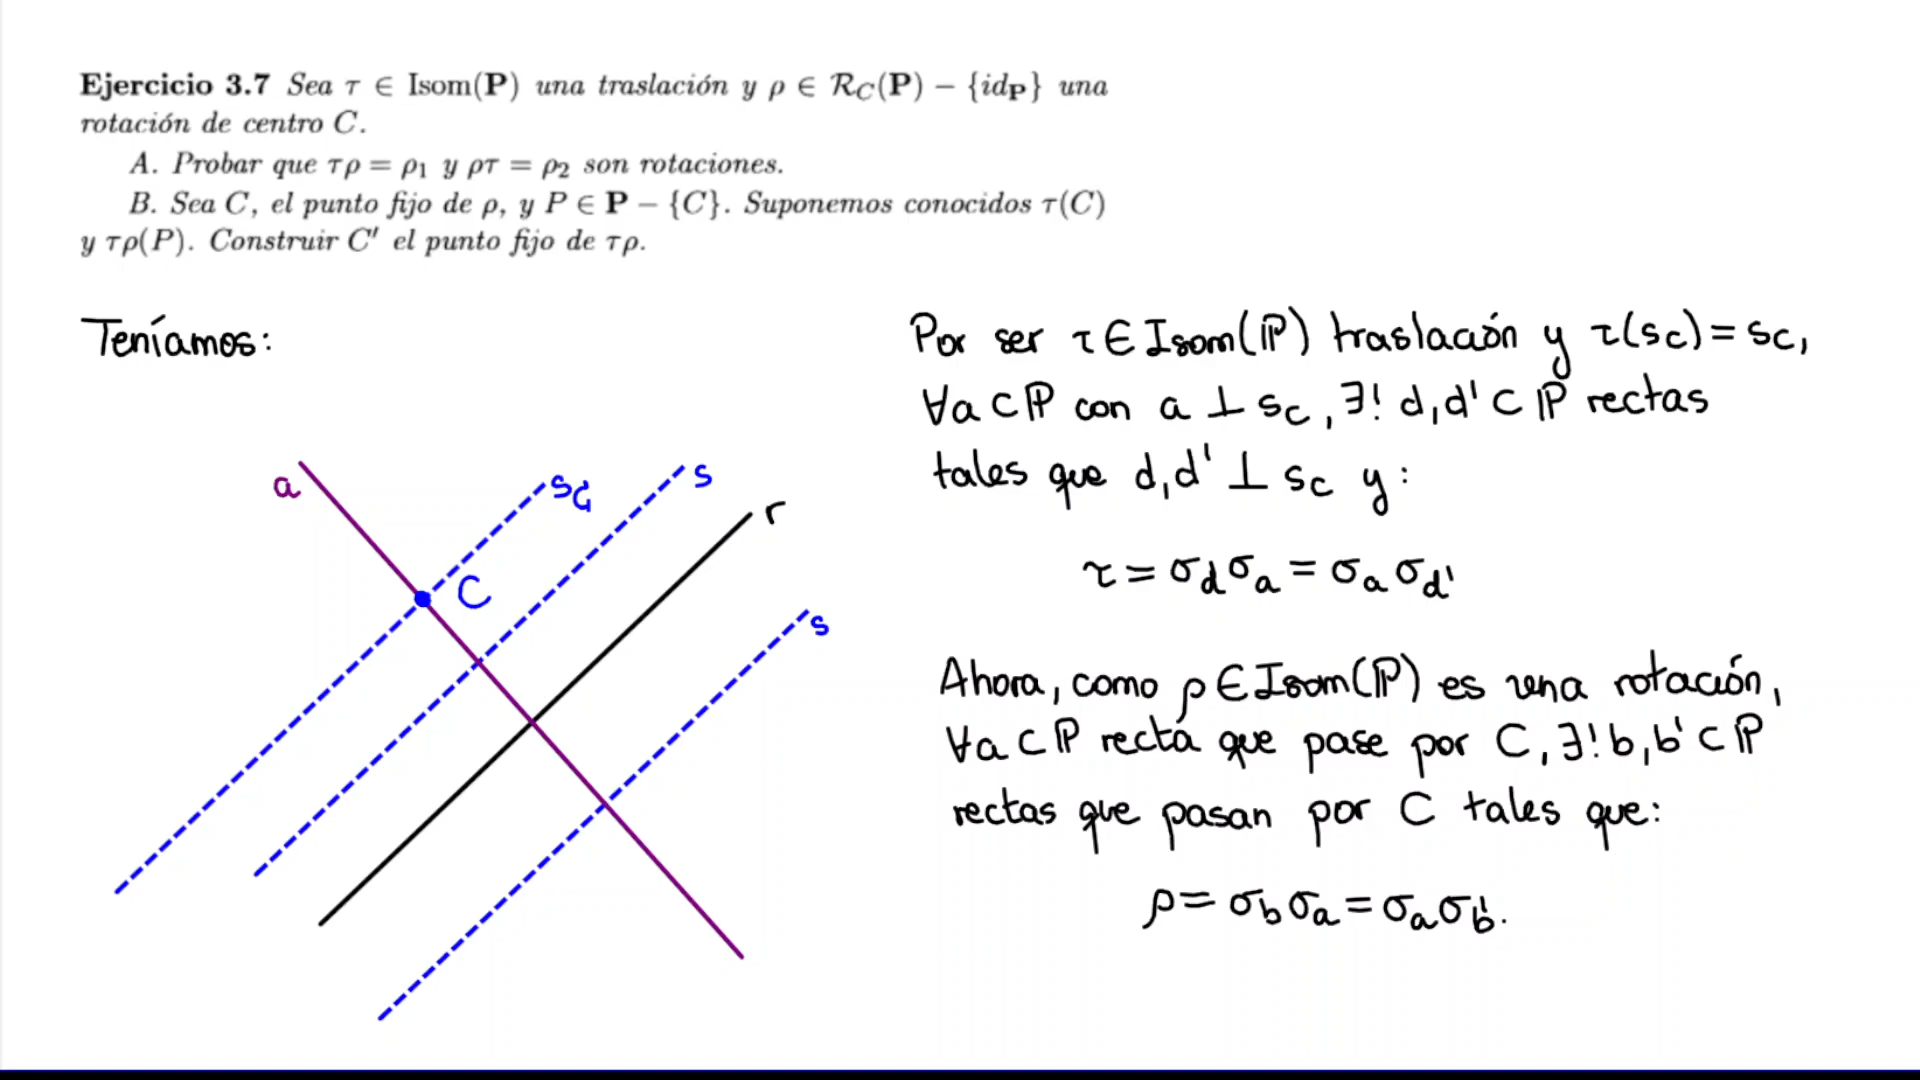 Ejercicio 3.7 Sea τ ∈ Isom(P) una traslación y ρ ∈ R_C(P) − {id_P} una
rotación de centro C.
A. Probar que τρ = ρ₁ y ρτ = ρ₂ son rotaciones.
B. Sea C, el punto fijo de ρ, y P ∈ P − {C}. Suponemos conocidos τ(C)
y τρ(P). Construir C′ el punto fijo de τρ.
Teníamos:
a
s_C
s
r
C
s
Por ser τ ∈ Isom(ℙ) traslación y τ(s_C) = s_C,
∀a ⊂ ℙ con a ⊥ s_C, ∃! d, d' ⊂ ℙ rectas
tales que d, d' ⊥ s_C y:
τ = σ_d σ_a = σ_a σ_d'
Ahora, como ρ ∈ Isom(ℙ) es una rotación,
∀a ⊂ ℙ recta que pase por C, ∃! b, b' ⊂ ℙ
rectas que pasan por C tales que:
ρ = σ_b σ_a = σ_a σ_b'.